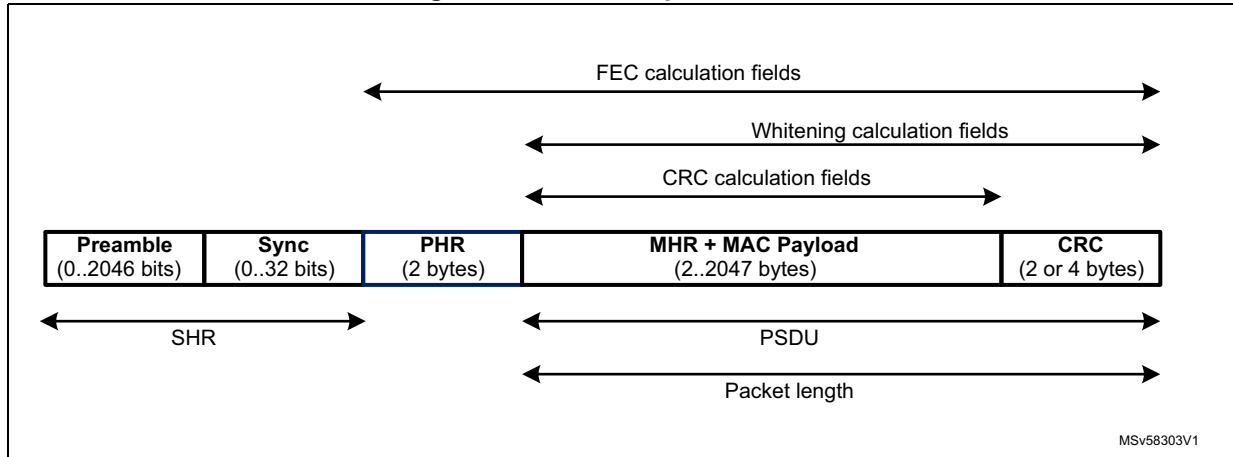 FEC calculation fields
Whitening calculation fields
CRC calculation fields
Preamble Sync PHR MHR + MAC Payload CRC
(0..2046 bits) (0..32 bits) (2 bytes) (2..2047 bytes) (2 or 4 bytes)
SHR PSDU
Packet length
MSv58303V1